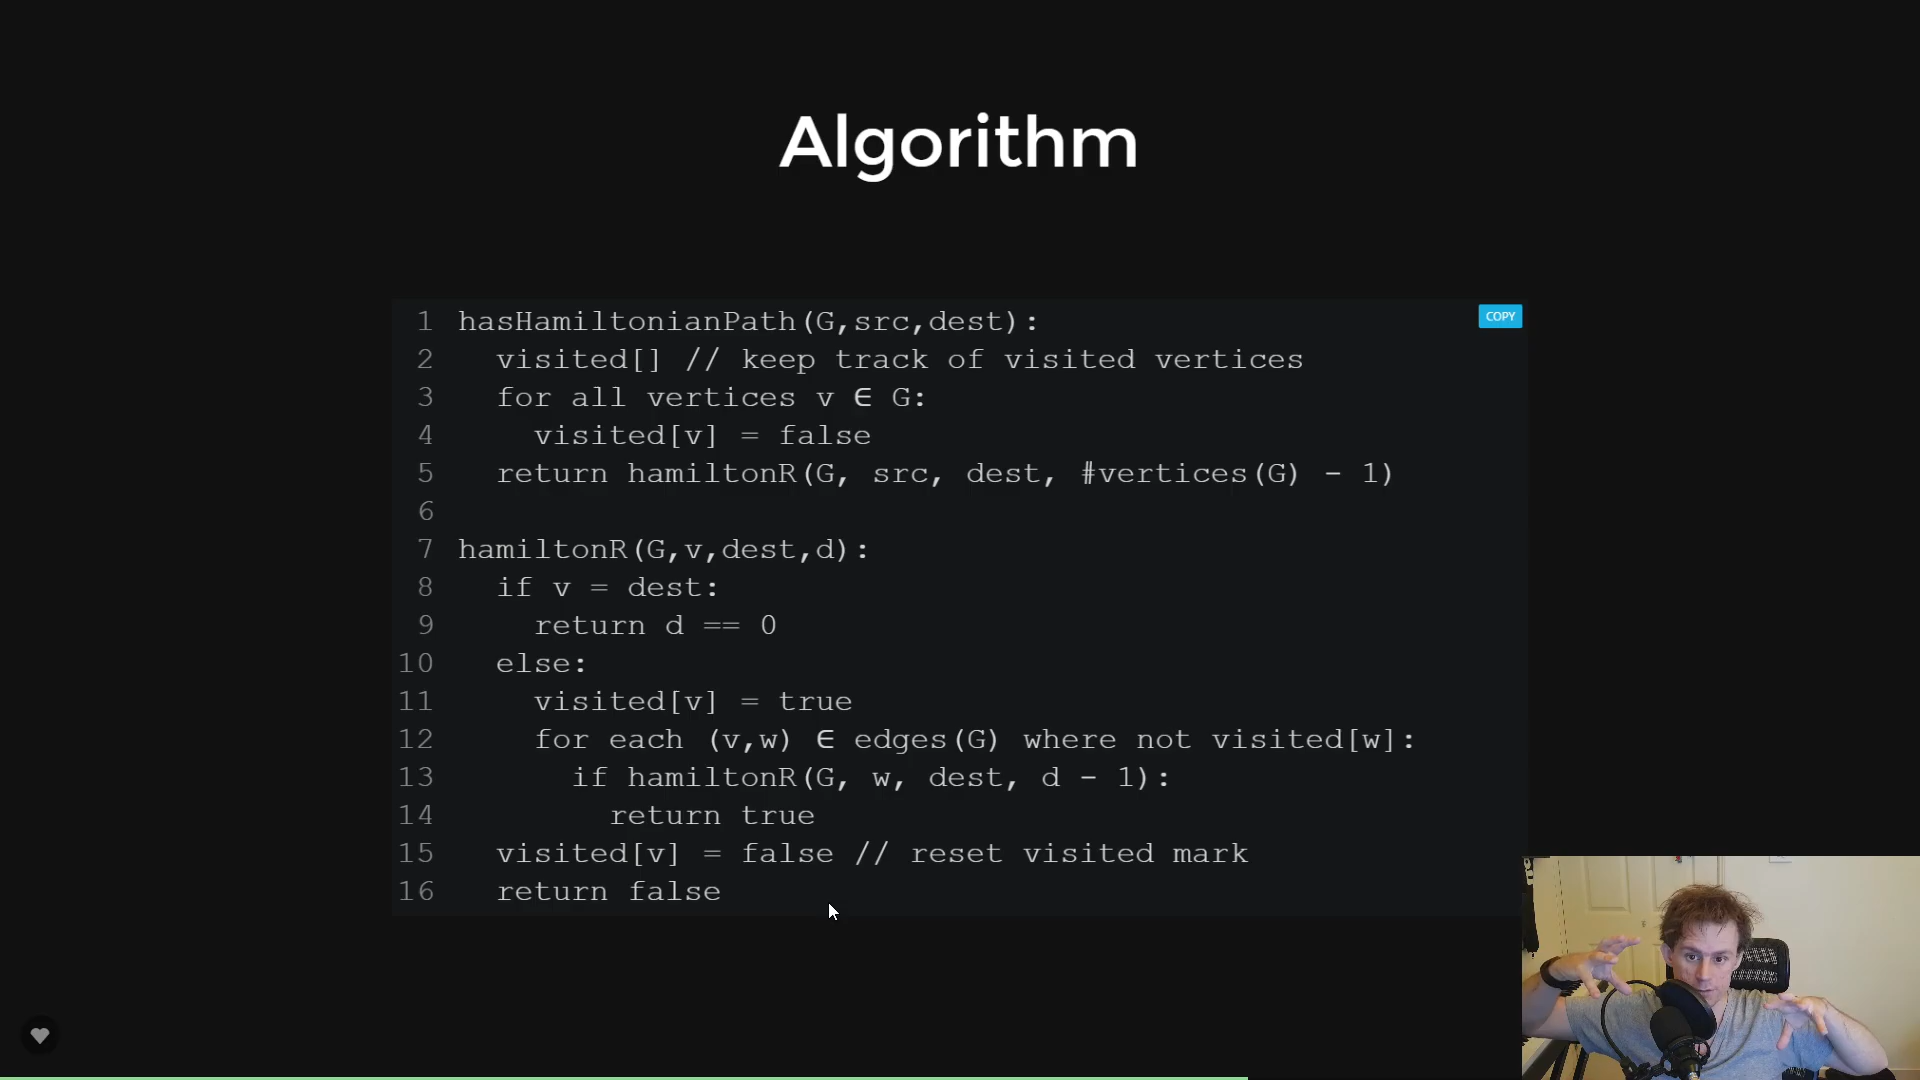 Algorithm
COPY
1 hasHamiltonianPath(G,src,dest):
2   visited[] // keep track of visited vertices
3   for all vertices v ∈ G:
4     visited[v] = false
5   return hamiltonR(G, src, dest, #vertices(G) - 1)
6
7 hamiltonR(G,v,dest,d):
8   if v = dest:
9     return d == 0
10   else:
11     visited[v] = true
12     for each (v,w) ∈ edges(G) where not visited[w]:
13       if hamiltonR(G, w, dest, d - 1):
14         return true
15   visited[v] = false // reset visited mark
16   return false